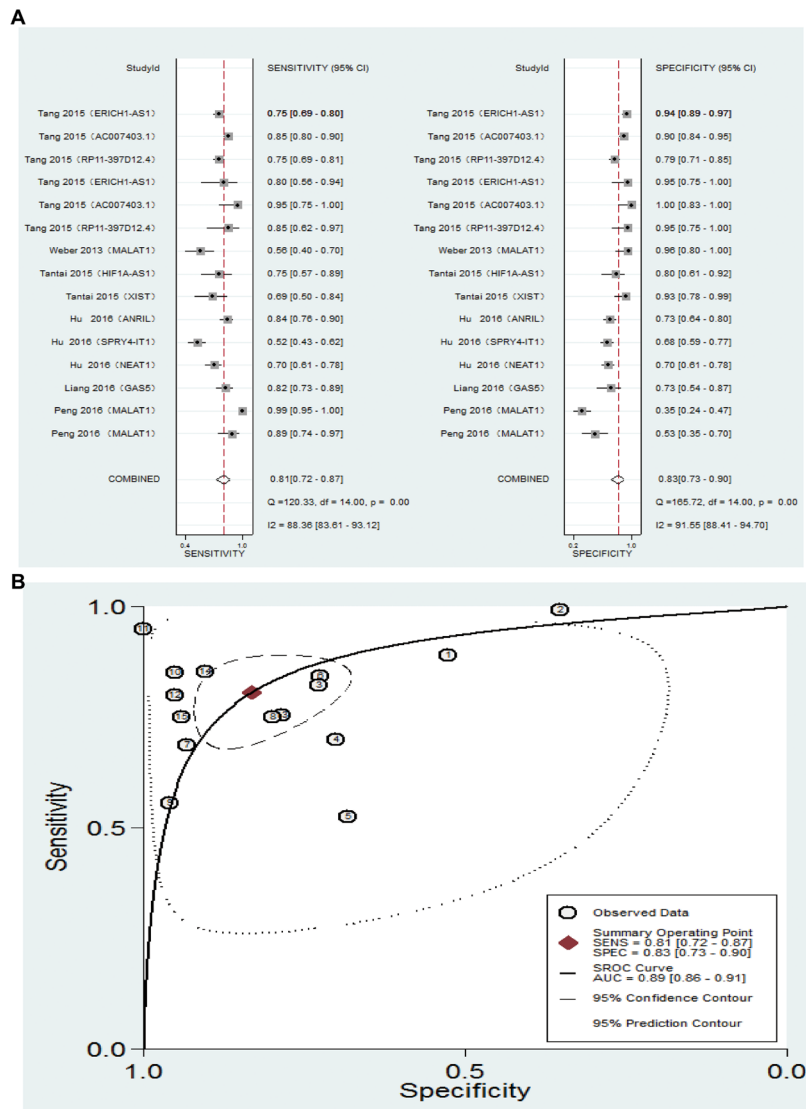 A
StudyId SENSITIVITY (95% CI)
Tang 2015 (ERICH1-AS1) 0.75 [0.69 - 0.80]
Tang 2015 (AC007403.1) 0.85 [0.80 - 0.90]
Tang 2015 (RP11-397D12.4) 0.75 [0.69 - 0.81]
Tang 2015 (ERICH1-AS1) 0.80 [0.56 - 0.94]
Tang 2015 (AC007403.1) 0.95 [0.75 - 1.00]
Tang 2015 (RP11-397D12.4) 0.85 [0.62 - 0.97]
Weber 2013 (MALAT1) 0.56 [0.40 - 0.70]
Tantai 2015 (HIF1A-AS1) 0.75 [0.57 - 0.89]
Tantai 2015 (XIST) 0.69 [0.50 - 0.84]
Hu 2016 (ANRIL) 0.84 [0.76 - 0.90]
Hu 2016 (SPRY4-IT1) 0.52 [0.43 - 0.62]
Hu 2016 (NEAT1) 0.70 [0.61 - 0.78]
Liang 2016 (GAS5) 0.82 [0.73 - 0.89]
Peng 2016 (MALAT1) 0.99 [0.95 - 1.00]
Peng 2016 (MALAT1) 0.89 [0.74 - 0.97]
COMBINED 0.81[0.72 - 0.87]
Q =120.33, df = 14.00, p = 0.00
I2 = 88.36 [83.61 - 93.12]
0.4 1.0
SENSITIVITY
StudyId SPECIFICITY (95% CI)
Tang 2015 (ERICH1-AS1) 0.94 [0.89 - 0.97]
Tang 2015 (AC007403.1) 0.90 [0.84 - 0.95]
Tang 2015 (RP11-397D12.4) 0.79 [0.71 - 0.85]
Tang 2015 (ERICH1-AS1) 0.95 [0.75 - 1.00]
Tang 2015 (AC007403.1) 1.00 [0.83 - 1.00]
Tang 2015 (RP11-397D12.4) 0.95 [0.75 - 1.00]
Weber 2013 (MALAT1) 0.96 [0.80 - 1.00]
Tantai 2015 (HIF1A-AS1) 0.80 [0.61 - 0.92]
Tantai 2015 (XIST) 0.93 [0.78 - 0.99]
Hu 2016 (ANRIL) 0.73 [0.64 - 0.80]
Hu 2016 (SPRY4-IT1) 0.68 [0.59 - 0.77]
Hu 2016 (NEAT1) 0.70 [0.61 - 0.78]
Liang 2016 (GAS5) 0.73 [0.54 - 0.87]
Peng 2016 (MALAT1) 0.35 [0.24 - 0.47]
Peng 2016 (MALAT1) 0.53 [0.35 - 0.70]
COMBINED 0.83[0.73 - 0.90]
Q =165.72, df = 14.00, p = 0.00
I2 = 91.55 [88.41 - 94.70]
0.2 1.0
SPECIFICITY
B
1.0
0.5
0.0
Sensitivity
11
2
1
10
14
6
3
12
15
8
7
4
5
Observed Data
Summary Operating Point
SENS = 0.81 [0.72 - 0.87]
SPEC = 0.83 [0.73 - 0.90]
SROC Curve
AUC = 0.89 [0.86 - 0.91]
95% Confidence Contour
95% Prediction Contour
1.0 0.5 0.0
Specificity